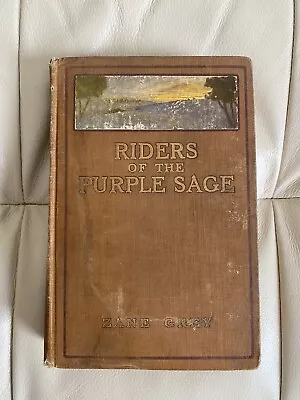 RIDERS
OF THE
PURPLE SAGE
ZANE GREY